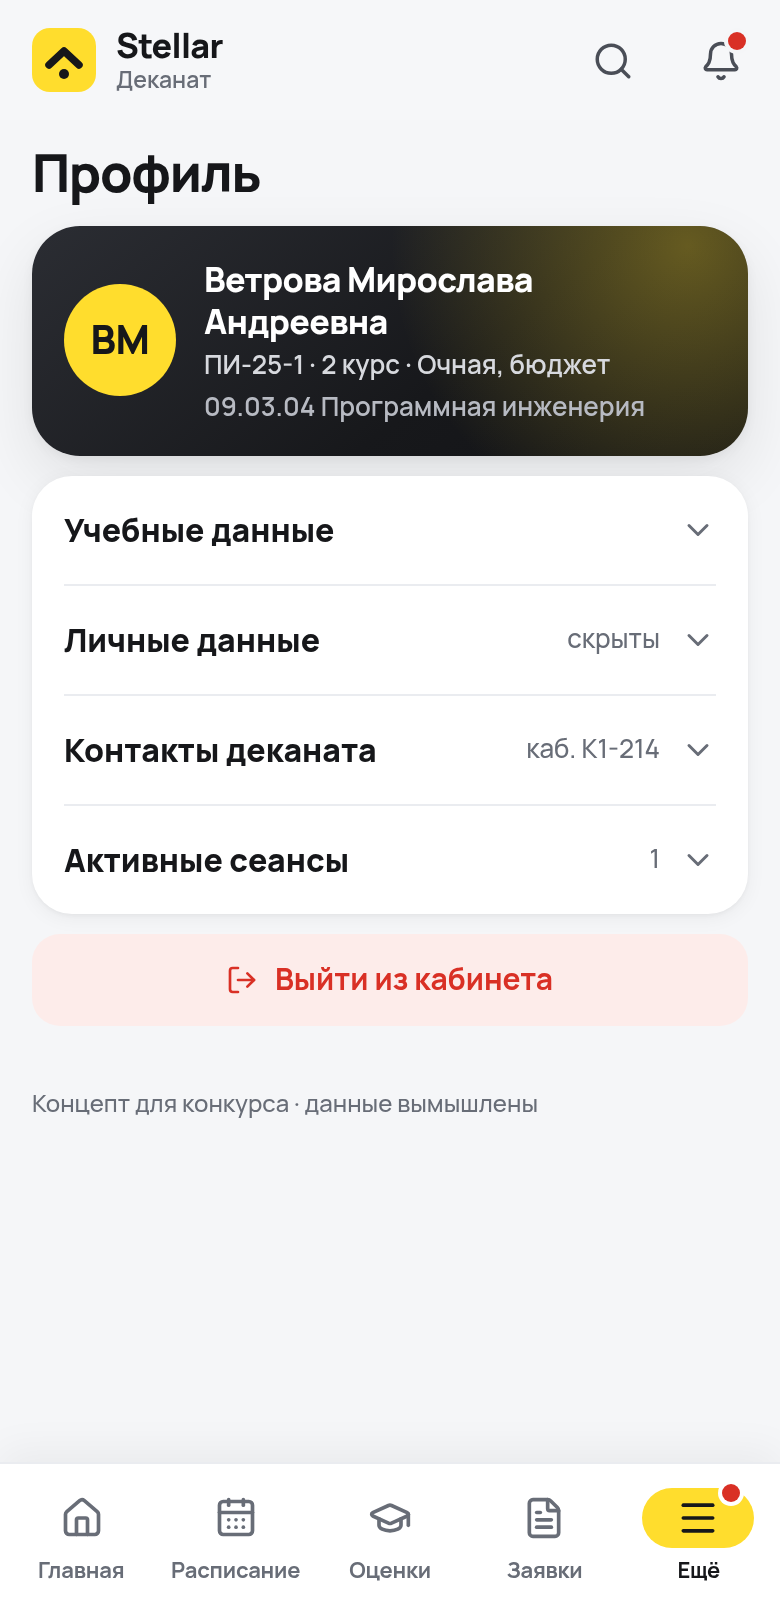 Stellar
Деканат
Профиль
ВМ
Ветрова Мирослава
Андреевна
ПИ-25-1 · 2 курс · Очная, бюджет
09.03.04 Программная инженерия
Учебные данные
Личные данные скрыты
Контакты деканата каб. К1-214
Активные сеансы 1
Выйти из кабинета
Концепт для конкурса · данные вымышлены
Главная Расписание Оценки Заявки Ещё